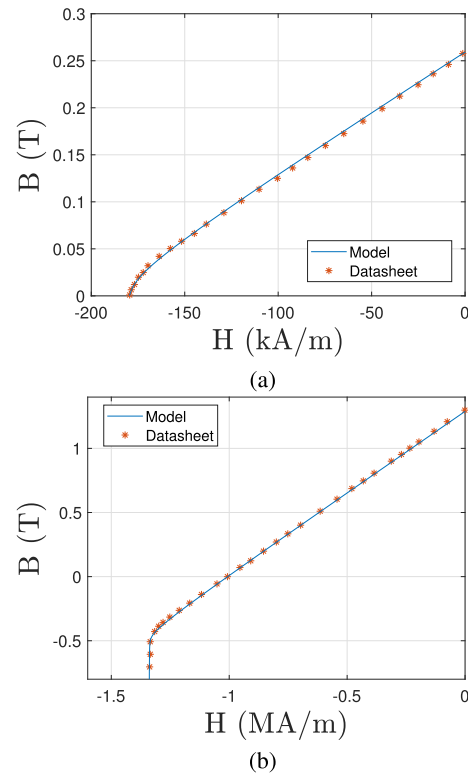 0.3
0.25
0.2
0.15
0.1
0.05
0
B (T)
Model
Datasheet
-200 -150 -100 -50 0
H (kA/m)
(a)
Model
Datasheet
1
0.5
0
-0.5
B (T)
-1.5 -1 -0.5 0
H (MA/m)
(b)